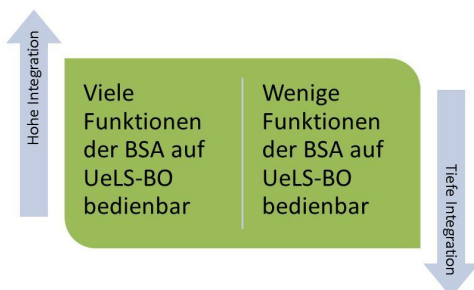 Hohe Integration
Viele
Funktionen
der BSA auf
UeLS-BO
bedienbar
Wenige
Funktionen
der BSA auf
UeLS-BO
bedienbar
Tiefe Integration